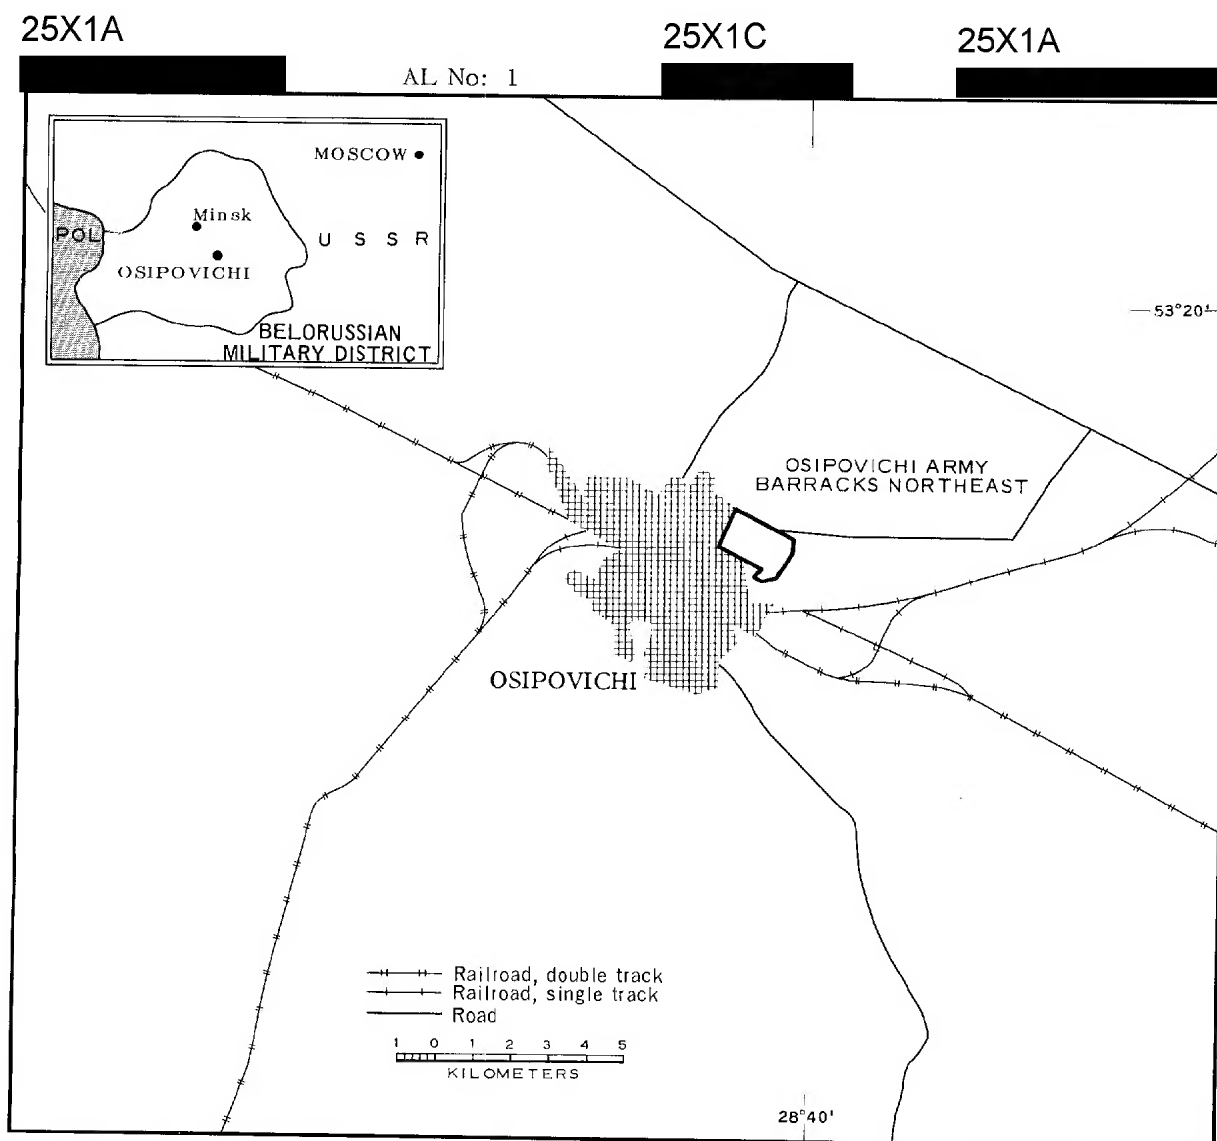 25X1A
25X1C
25X1A
AL No: 1
MOSCOW
Minsk
POL
U S S R
OSIPOVICHI
BELORUSSIAN
MILITARY DISTRICT
53°20'
OSIPOVICHI ARMY
BARRACKS NORTHEAST
OSIPOVICHI
Railroad, double track
Railroad, single track
Road
1 0 1 2 3 4 5
KILOMETERS
28°40'